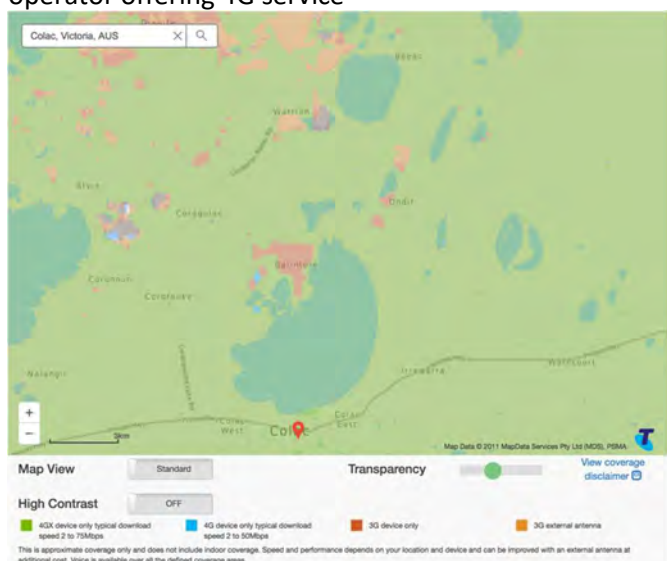 operator offering 4G service
Colac, Victoria, AUS
Beeac
Warrion
Alvie
Coragulac
Ondit
Cororooke
Balintore
Nalangil
Irrewarra
Warncoort
Colac West
Colac
Colac East
+
−
3km
Map Data © 2011 MapData Services Pty Ltd (MDS), PSMA
Map View
Standard
Transparency
View coverage
disclaimer
High Contrast
OFF
4GX device only typical download
speed 2 to 75Mbps
4G device only typical download
speed 2 to 50Mbps
3G device only
3G external antenna
This is approximate coverage only and does not include indoor coverage. Speed and performance depends on your location and device and can be improved with an external antenna at
additional cost. Voice is available over all the defined coverage areas.